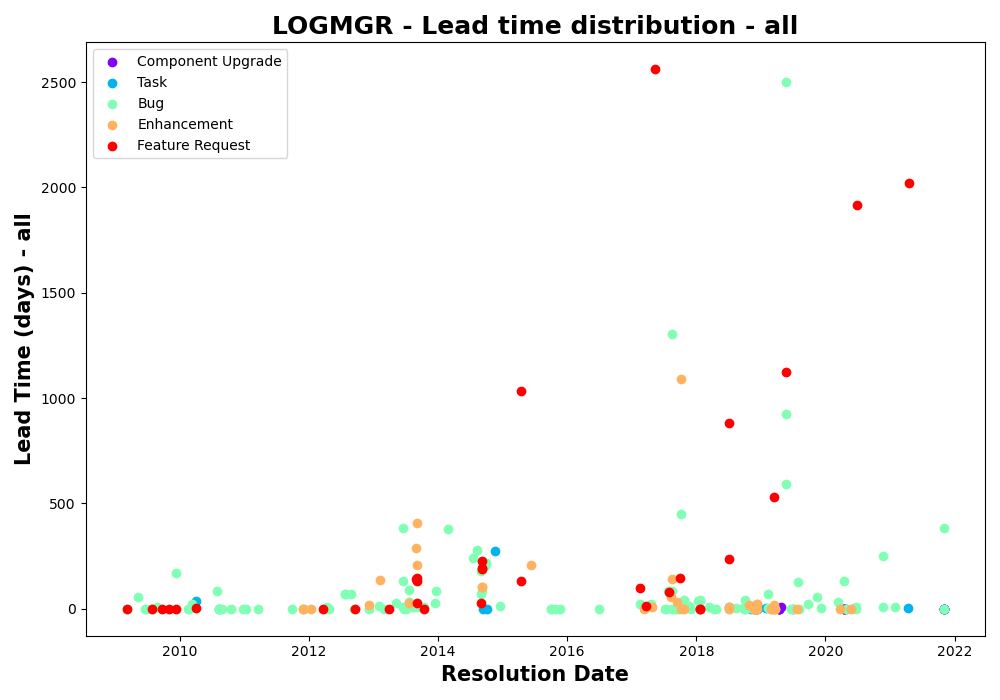 LOGMGR - Lead time distribution - all
Component Upgrade
Task
Bug
Enhancement
Feature Request
2500
2000
1500
1000
500
0
Lead Time (days) - all
2010 2012 2014 2016 2018 2020 2022
Resolution Date